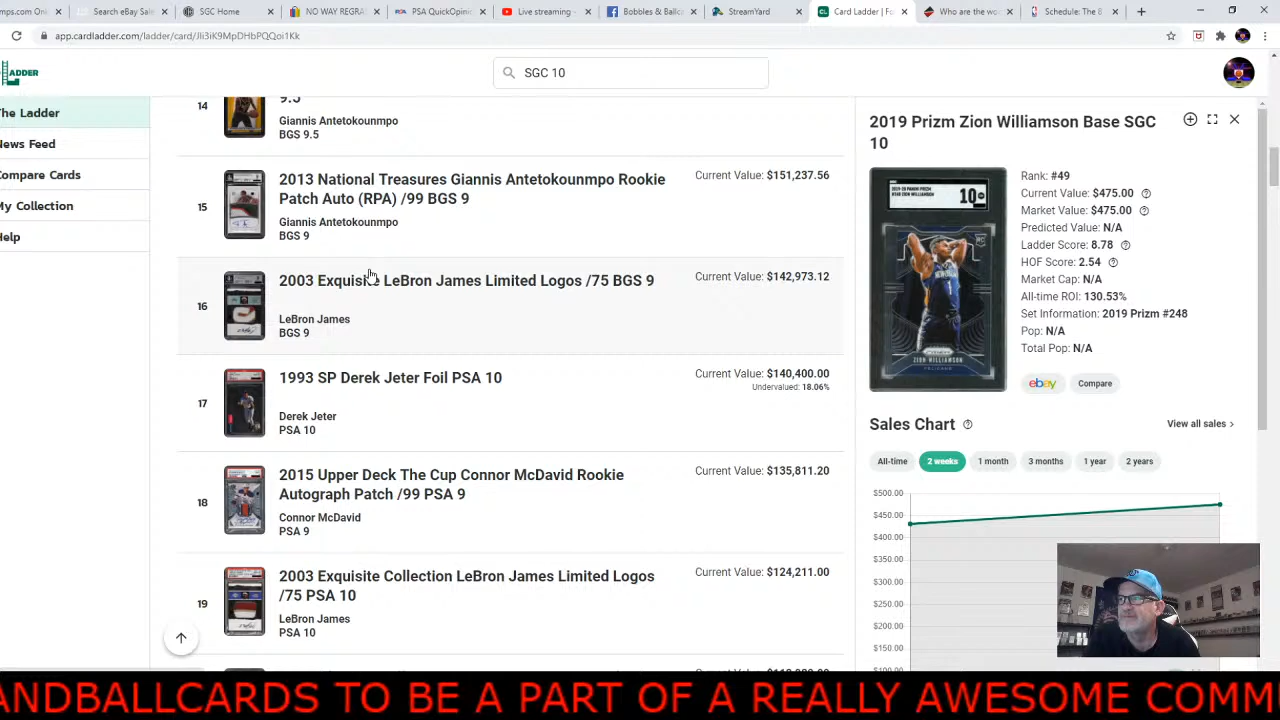 mps.com Onl
Search eBay Sale
SGC Home
NO WAY REGRA
PSA QuickOpinio
Live streaming -
Bobbles & Ballca
StreamYard
Card Ladder | Fo
Who are the wo
Schedule: The 8
app.cardladder.com/ladder/card/Jli3iK9MpDHbPQQoi1Kk
ADDER
SGC 10
The Ladder
News Feed
Compare Cards
My Collection
Help
14
9.5
Giannis Antetokounmpo
BGS 9.5
15
2013 National Treasures Giannis Antetokounmpo Rookie
Patch Auto (RPA) /99 BGS 9
Giannis Antetokounmpo
BGS 9
Current Value: $151,237.56
16
2003 Exquisite LeBron James Limited Logos /75 BGS 9
LeBron James
BGS 9
Current Value: $142,973.12
17
1993 SP Derek Jeter Foil PSA 10
Derek Jeter
PSA 10
Current Value: $140,400.00
Undervalued: 18.06%
18
2015 Upper Deck The Cup Connor McDavid Rookie
Autograph Patch /99 PSA 9
Connor McDavid
PSA 9
Current Value: $135,811.20
19
2003 Exquisite Collection LeBron James Limited Logos
/75 PSA 10
LeBron James
PSA 10
Current Value: $124,211.00
2019 Prizm Zion Williamson Base SGC
10
Rank: #49
Current Value: $475.00
Market Value: $475.00
Predicted Value: N/A
Ladder Score: 8.78
HOF Score: 2.54
Market Cap: N/A
All-time ROI: 130.53%
Set Information: 2019 Prizm #248
Pop: N/A
Total Pop: N/A
ebay
Compare
Sales Chart
View all sales >
All-time
2 weeks
1 month
3 months
1 year
2 years
$500.00
$450.00
$400.00
$350.00
$300.00
$250.00
$200.00
$150.00
ANDBALLCARDS TO BE A PART OF A REALLY AWESOME COMM